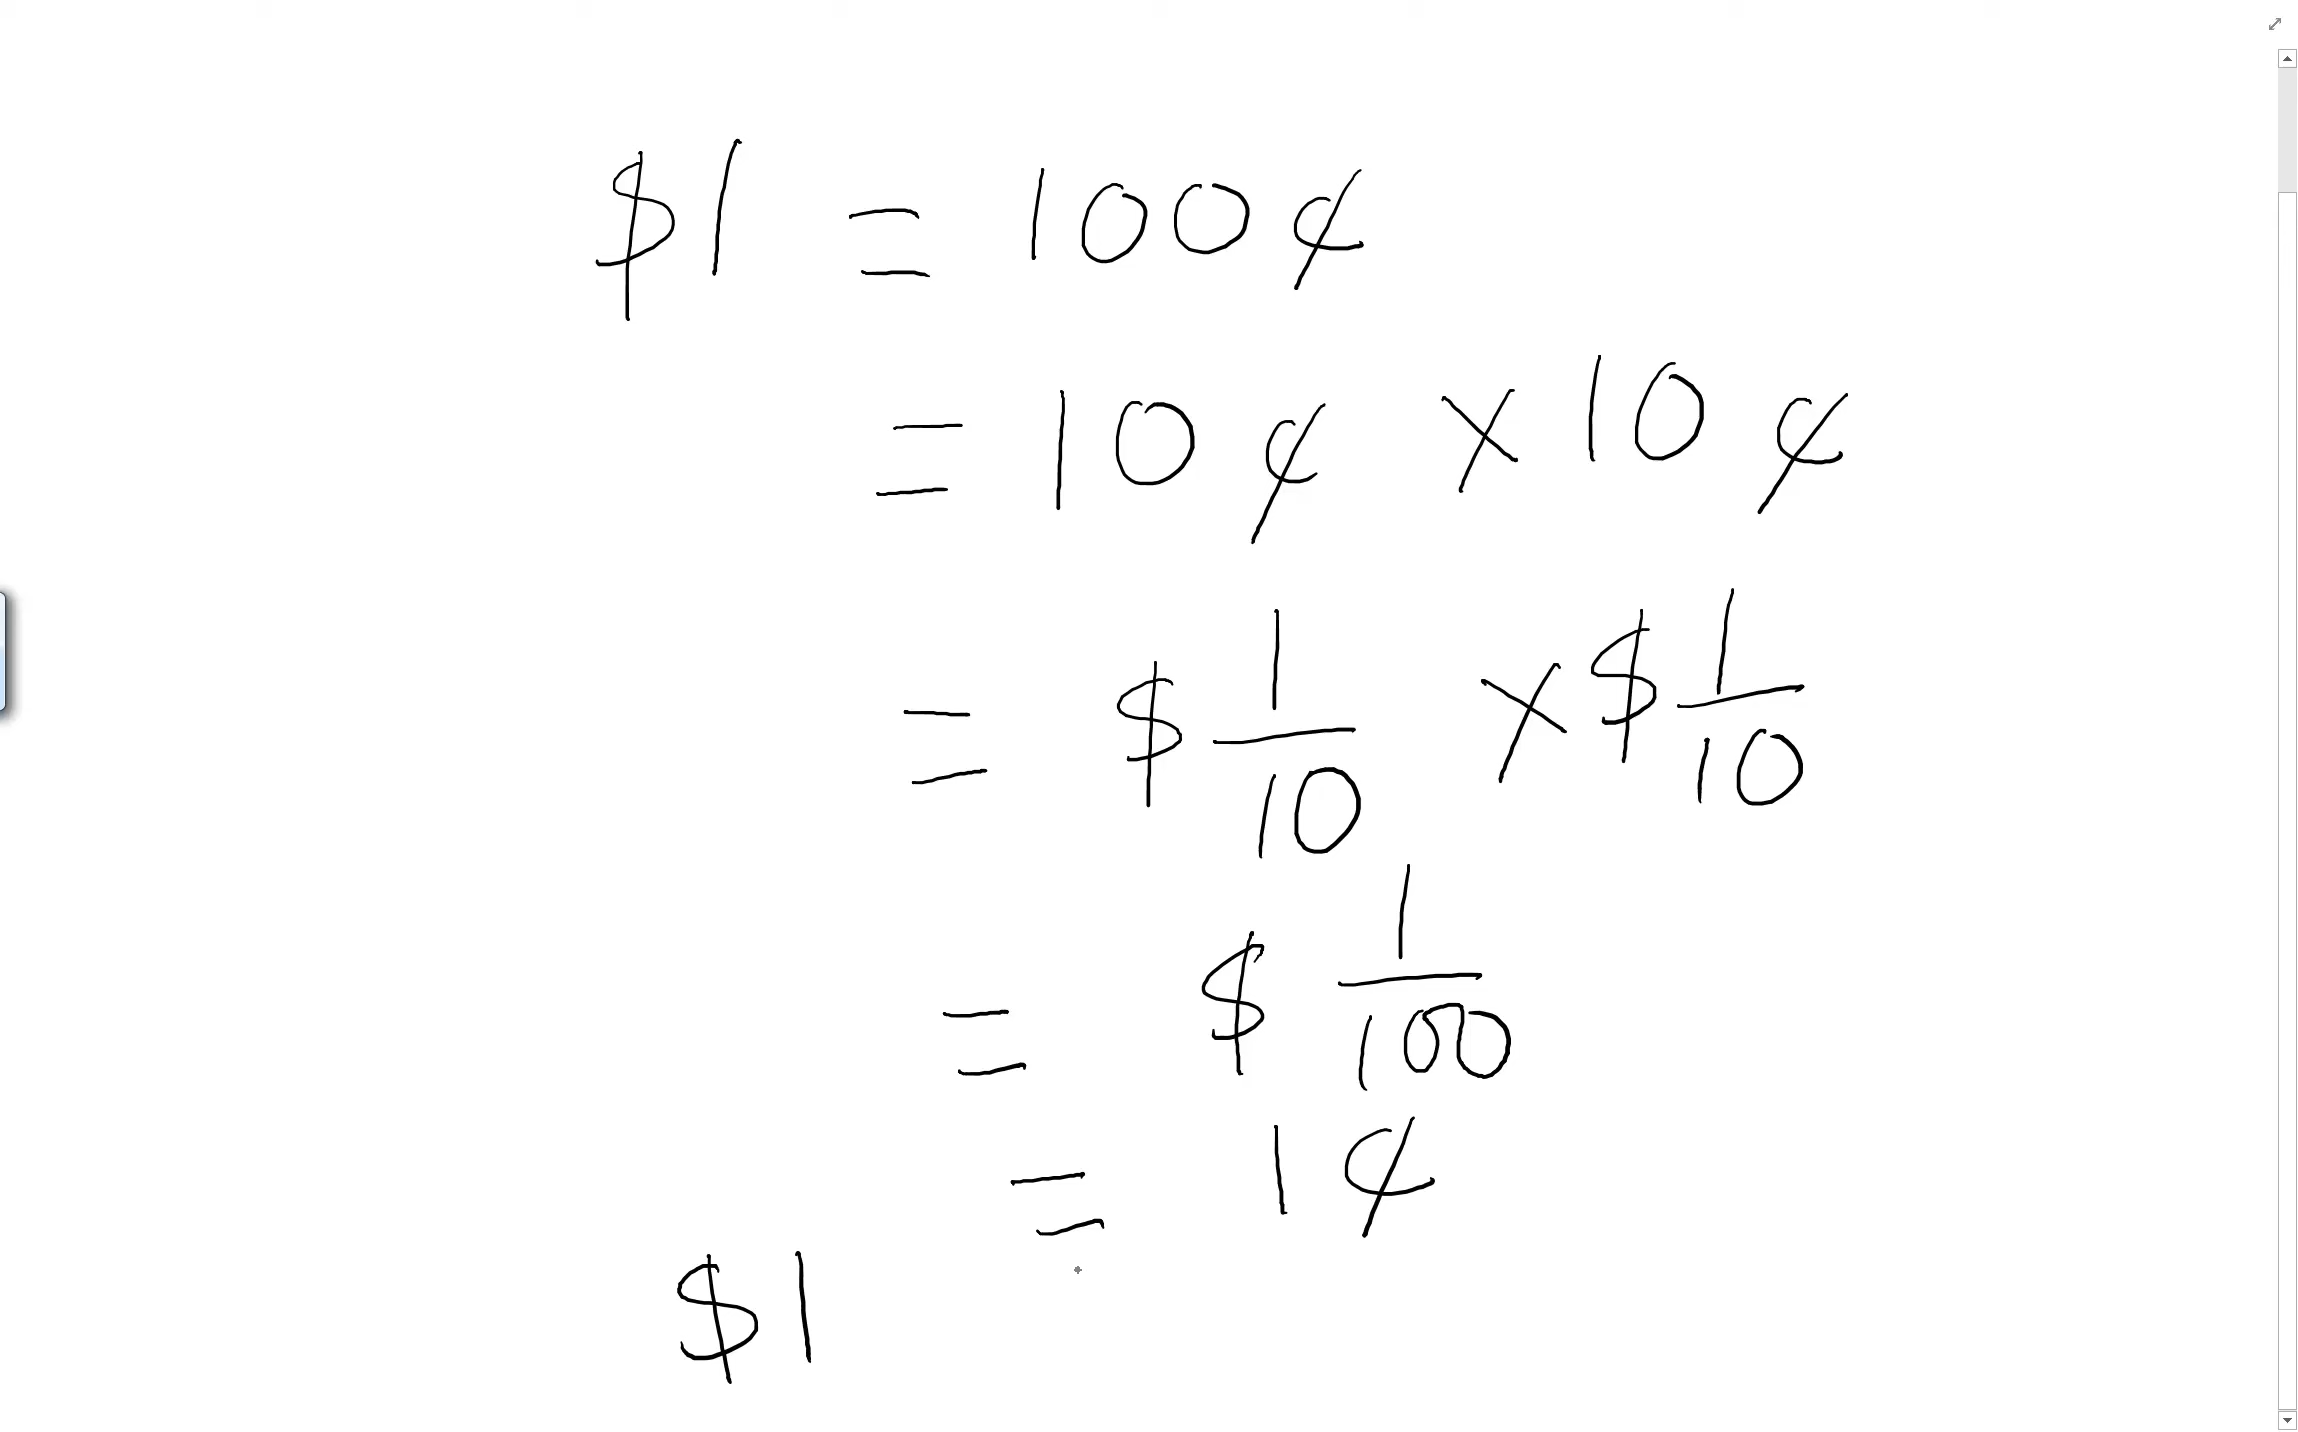 $1 = 100¢
= 10¢ × 10¢
= $ 1/10 × $ 1/10
= $ 1/100
= 1¢
$1